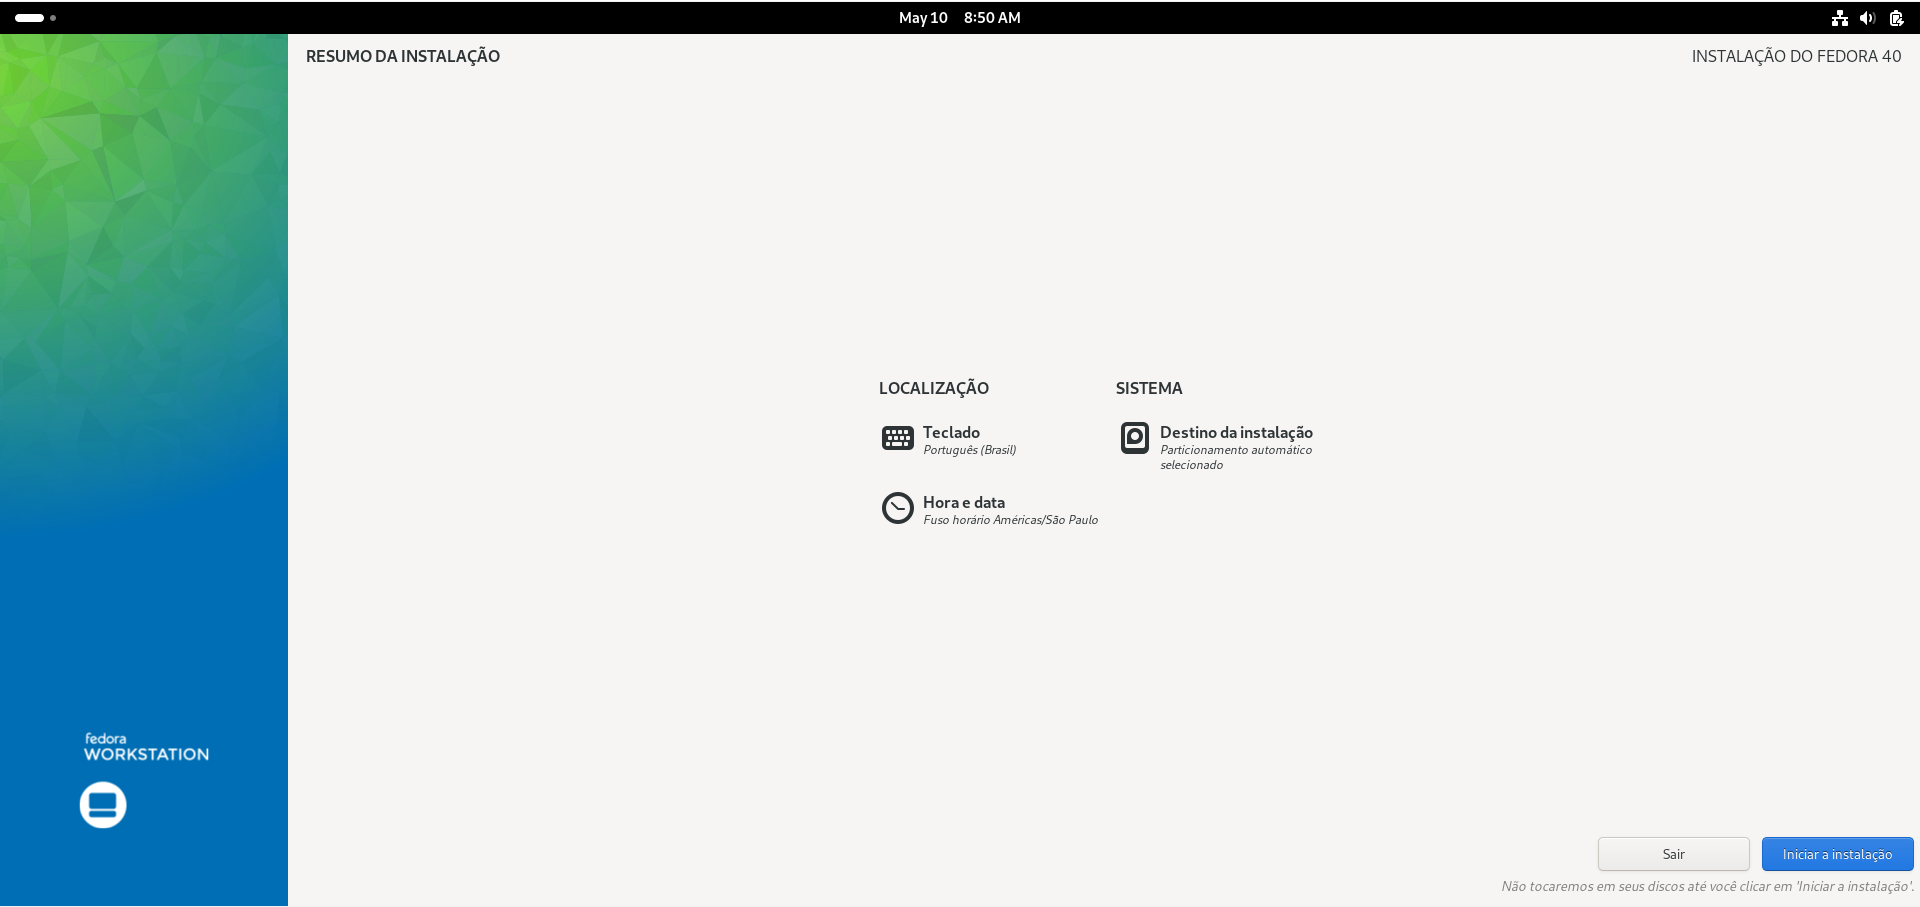 May 10 8:50 AM
RESUMO DA INSTALAÇÃO
INSTALAÇÃO DO FEDORA 40
LOCALIZAÇÃO
Teclado
Português (Brasil)
Hora e data
Fuso horário Américas/São Paulo
SISTEMA
Destino da instalação
Particionamento automático
selecionado
fedora
WORKSTATION
Sair
Iniciar a instalação
Não tocaremos em seus discos até você clicar em 'Iniciar a instalação'.